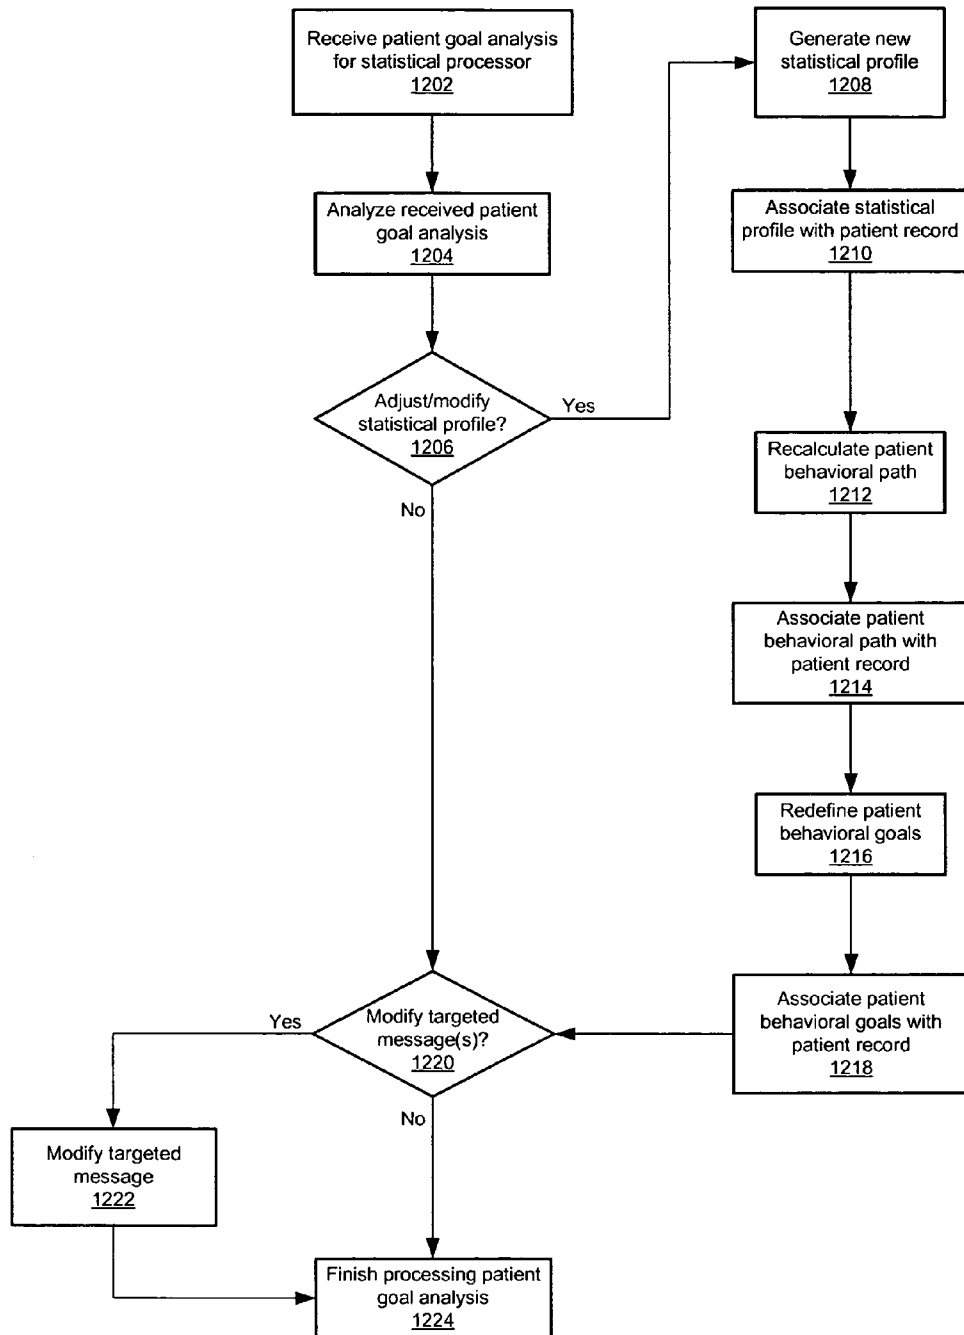 Receive patient goal analysis
for statistical processor
1202
Analyze received patient
goal analysis
1204
Adjust/modify
statistical profile?
1206
Yes
No
Generate new
statistical profile
1208
Associate statistical
profile with patient record
1210
Recalculate patient
behavioral path
1212
Associate patient
behavioral path with
patient record
1214
Redefine patient
behavioral goals
1216
Associate patient
behavioral goals with
patient record
1218
Modify targeted
message(s)?
1220
Yes
No
Modify targeted
message
1222
Finish processing patient
goal analysis
1224